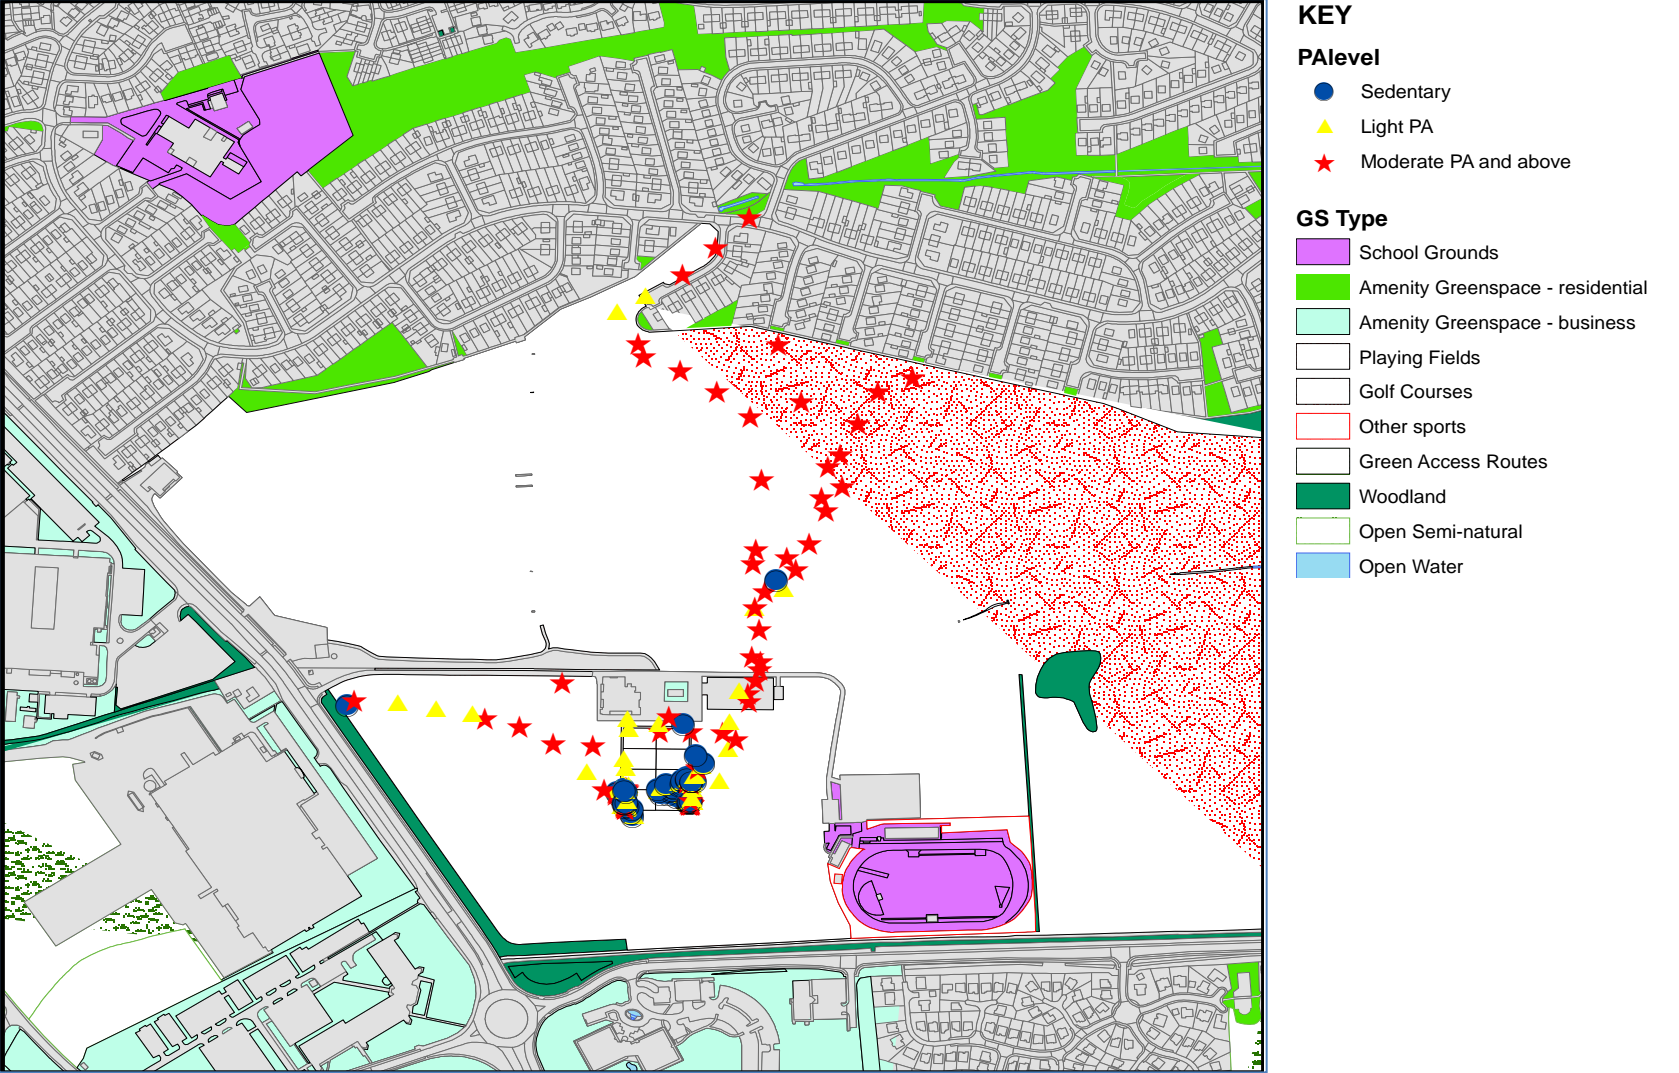 KEY
PAlevel
Sedentary
Light PA
Moderate PA and above
GS Type
School Grounds
Amenity Greenspace - residential
Amenity Greenspace - business
Playing Fields
Golf Courses
Other sports
Green Access Routes
Woodland
Open Semi-natural
Open Water